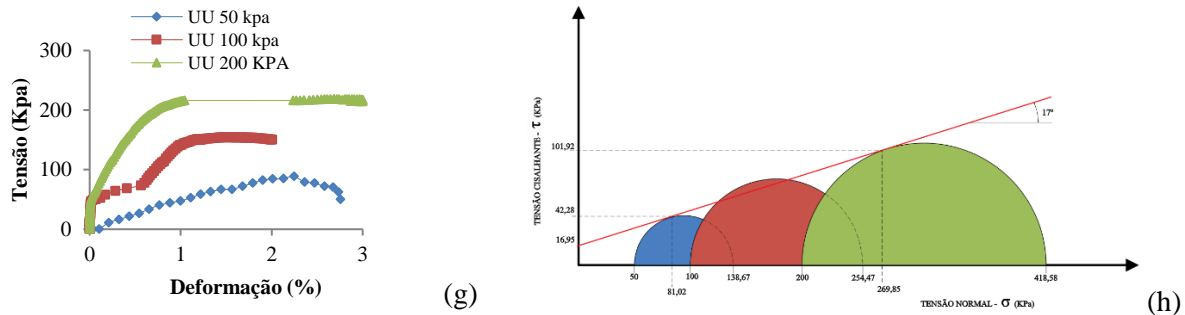 UU 50 kpa
UU 100 kpa
UU 200 KPA
Tensão (Kpa)
300
200
100
0
0 1 2 3
Deformação (%)
(g)
TENSÃO CISALHANTE - τ (KPa)
17°
101,92
42,28
16,95
50 100 138,67 200 254,47 418,58
81,02 269,85
TENSÃO NORMAL - σ (KPa)
(h)